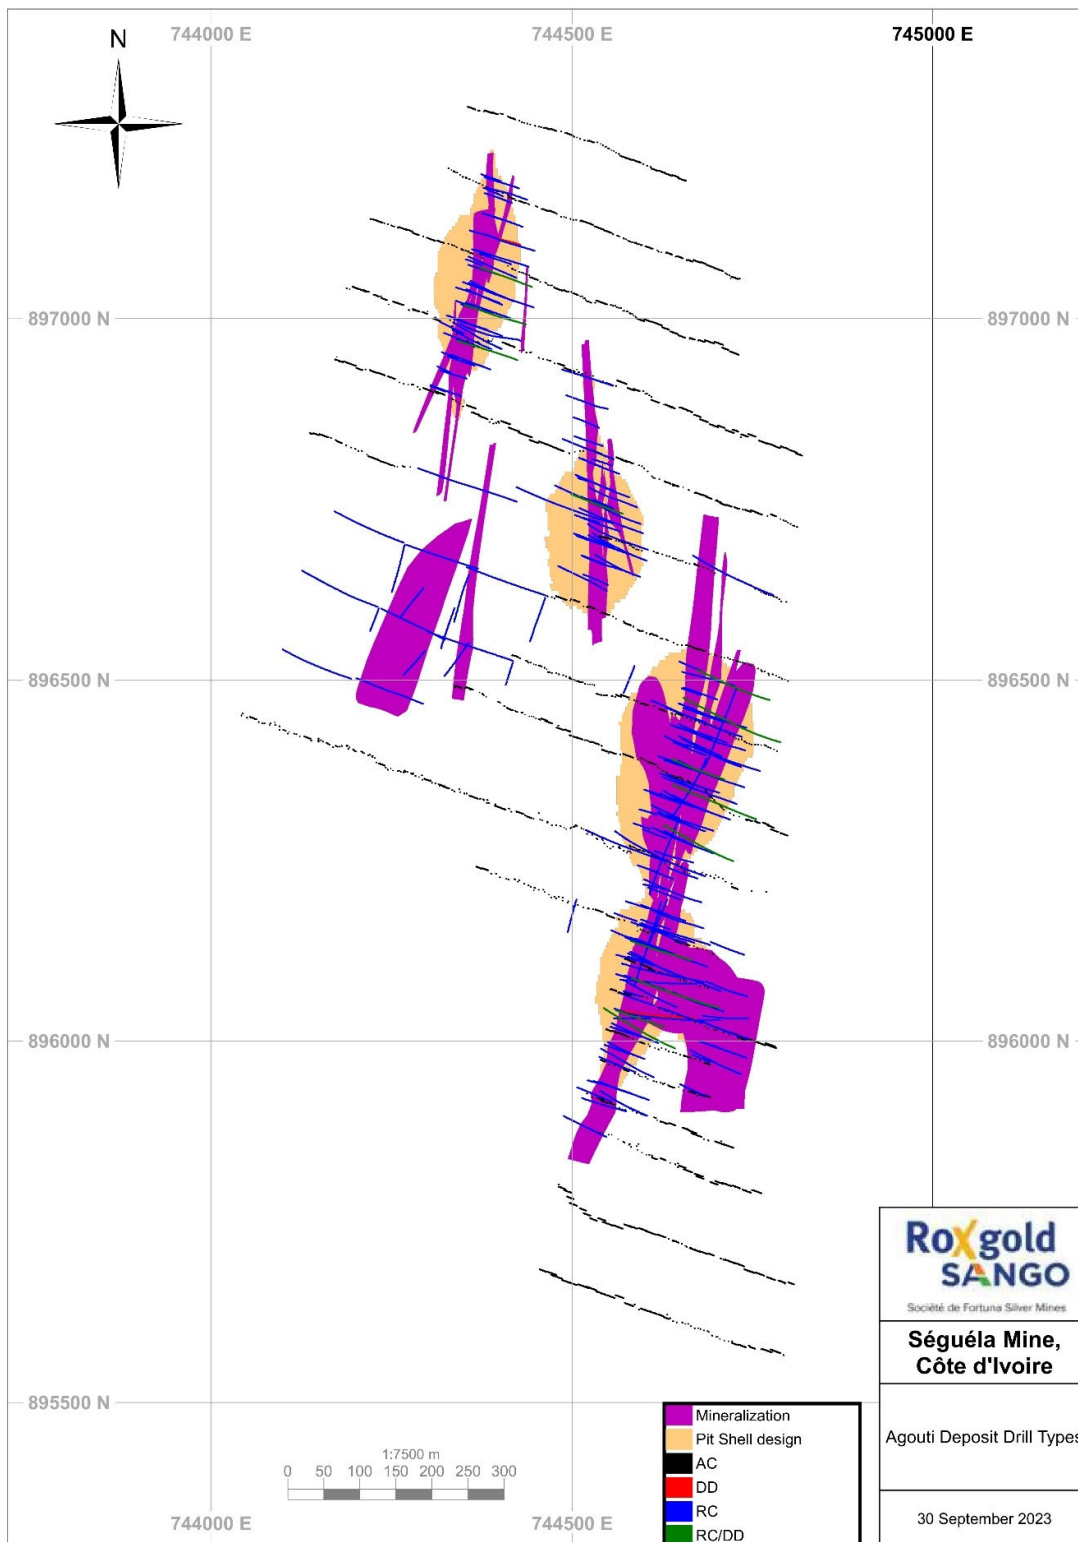 744000 E
744500 E
745000 E
N
897000 N
897000 N
896500 N
896500 N
896000 N
896000 N
895500 N
1:7500 m
0 50 100 150 200 250 300
744000 E
744500 E
Mineralization
Pit Shell design
AC
DD
RC
RC/DD
Roxgold
SANGO
Société de Fortuna Silver Mines
Séguéla Mine,
Côte d'Ivoire
Agouti Deposit Drill Types
30 September 2023